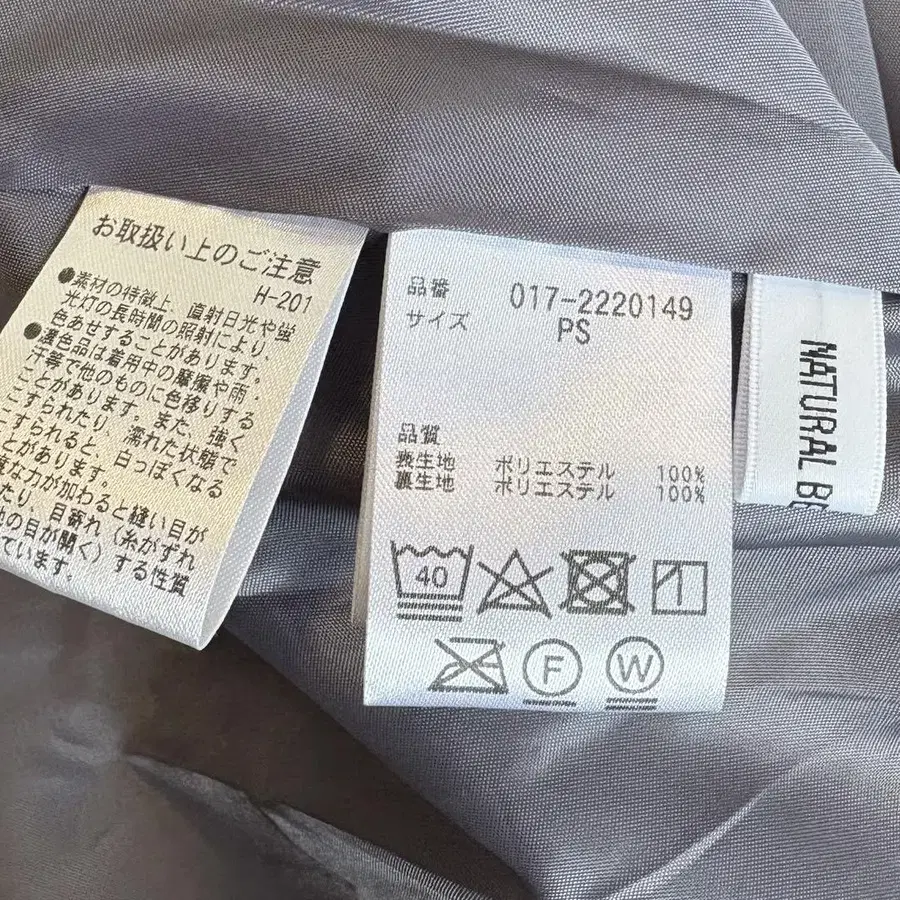 お取扱い上のご注意
H-201
●素材の特徴上、直射日光や蛍
光灯の長時間の照射により、
色あせすることがあります。
●濃色品は着用中の摩擦や雨・
汗等で他のものに色移りする
ことがあります。また、強く
こすられたり、濡れた状態で
こすられると、白っぽくなる
とがあります。
な力が加わると縫い目が
たり、目寄れ(糸がずれ
の目が開く)する性質
ています。
品番 017-2220149
サイズ PS
品質
表生地 ポリエステル 100%
裏生地 ポリエステル 100%
40
F
W
NATURAL BE